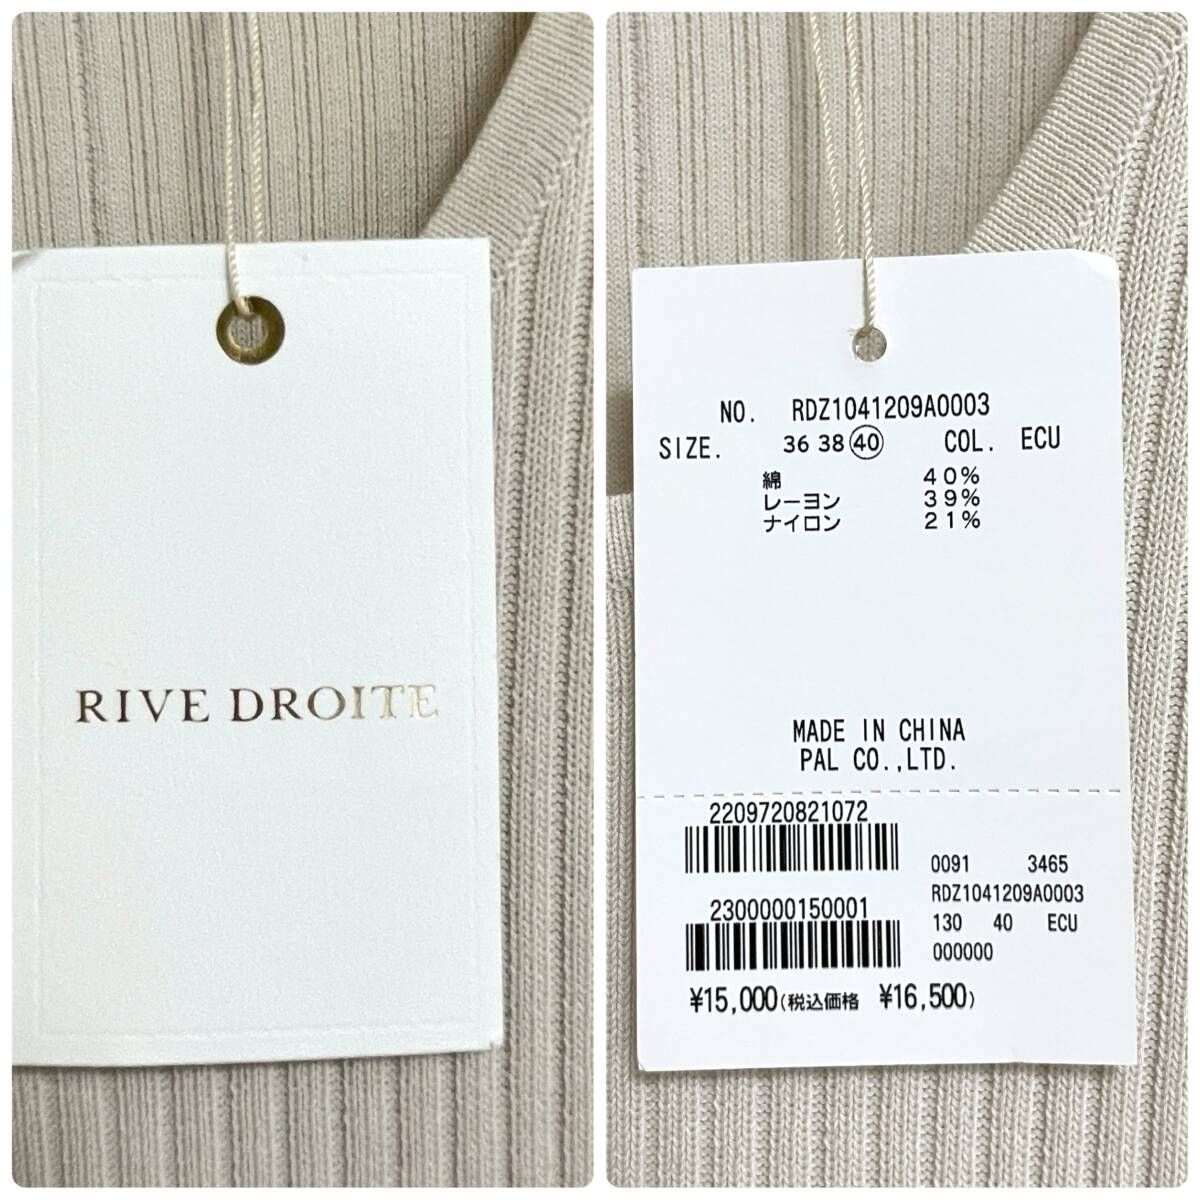 RIVE DROITE
NO. RDZ1041209A0003
SIZE. 36 38 40 COL. ECU
綿 40%
レーヨン 39%
ナイロン 21%
MADE IN CHINA
PAL CO.,LTD.
2209720821072
0091 3465
RDZ1041209A0003
2300000150001
130 40 ECU
000000
¥15,000(税込価格 ¥16,500)